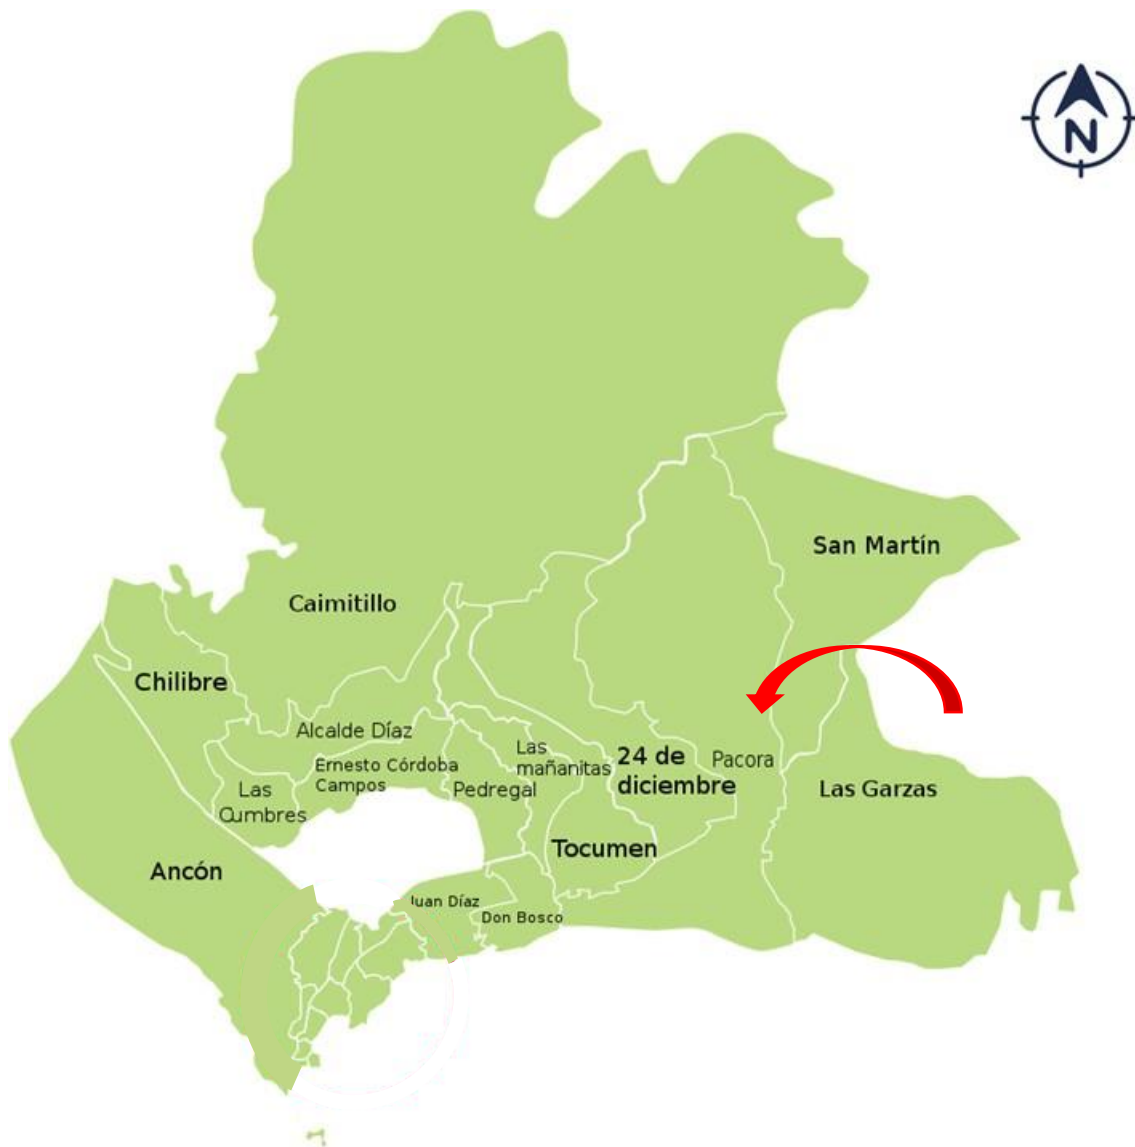 N
San Martín
Caimitillo
Chilibre
Alcalde Díaz
Las
mañanitas
24 de
diciembre
Pacora
Ernesto Córdoba
Campos
Pedregal
Las
Cumbres
Las Garzas
Tocumen
Ancón
Juan Díaz
Don Bosco